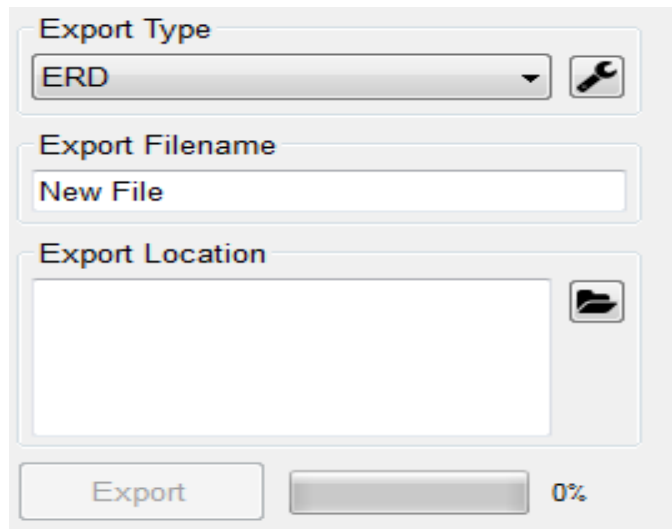 Export Type
ERD
Export Filename
New File
Export Location
Export
0%